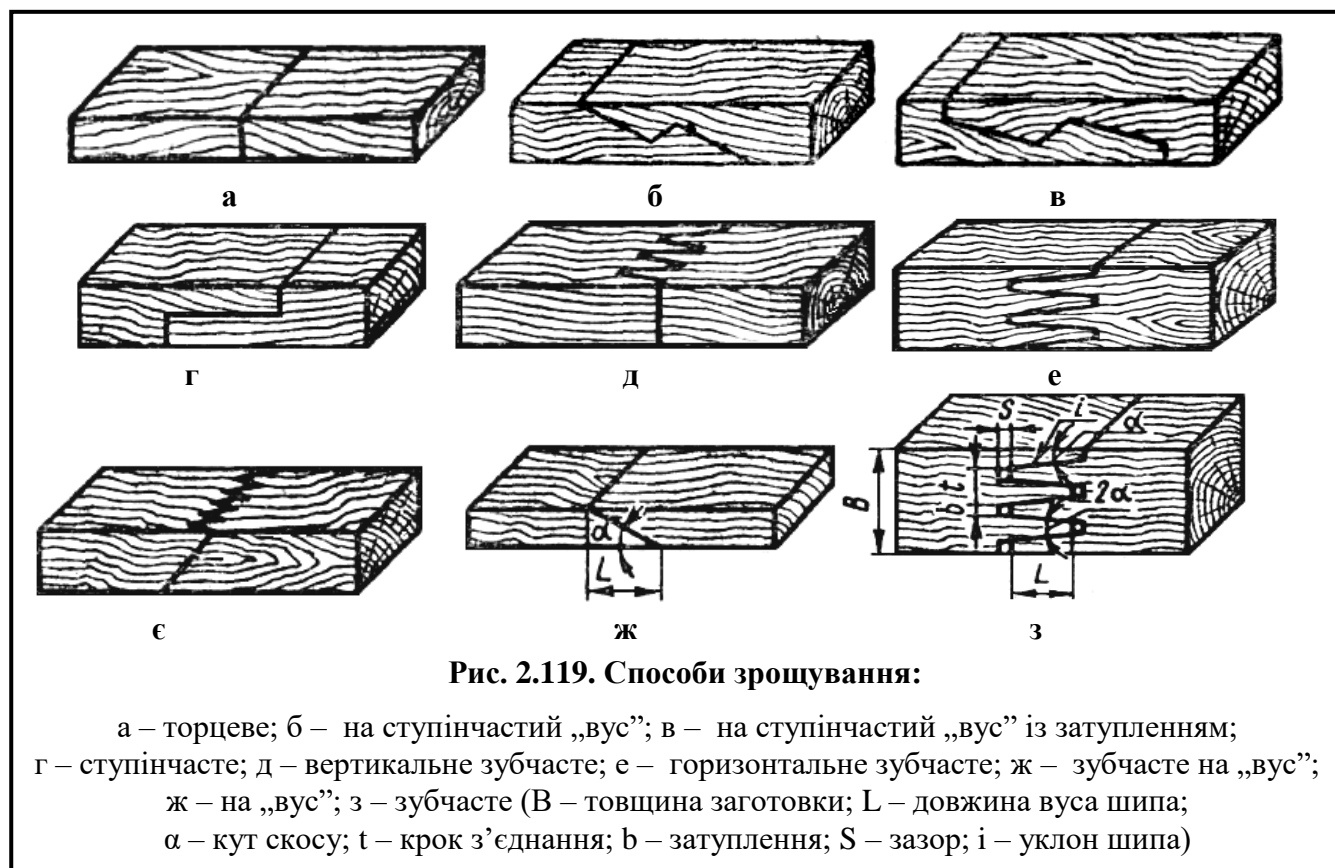 а
б
в
г
д
е
S
i
α
B
b
t
2α
L
α
L
є
ж
з
Рис. 2.119. Способи зрощування:
а – торцеве; б – на ступінчастий „вус”; в – на ступінчастий „вус” із затупленням;
г – ступінчасте; д – вертикальне зубчасте; е – горизонтальне зубчасте; ж – зубчасте на „вус”;
ж – на „вус”; з – зубчасте (В – товщина заготовки; L – довжина вуса шипа;
α – кут скосу; t – крок з’єднання; b – затуплення; S – зазор; і – уклон шипа)